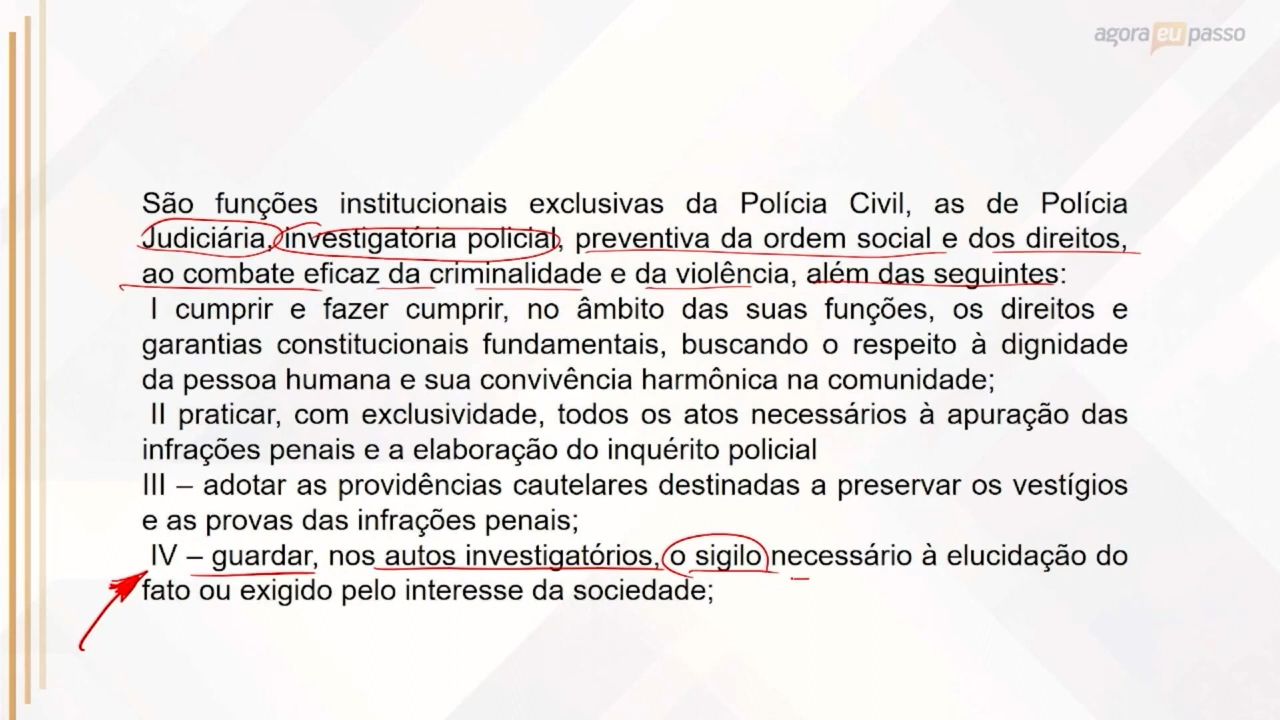 agora eu passo
São funções institucionais exclusivas da Polícia Civil, as de Polícia
Judiciária, investigatória policial, preventiva da ordem social e dos direitos,
ao combate eficaz da criminalidade e da violência, além das seguintes:
I cumprir e fazer cumprir, no âmbito das suas funções, os direitos e
garantias constitucionais fundamentais, buscando o respeito à dignidade
da pessoa humana e sua convivência harmônica na comunidade;
II praticar, com exclusividade, todos os atos necessários à apuração das
infrações penais e a elaboração do inquérito policial
III – adotar as providências cautelares destinadas a preservar os vestígios
e as provas das infrações penais;
IV – guardar, nos autos investigatórios, o sigilo necessário à elucidação do
fato ou exigido pelo interesse da sociedade;